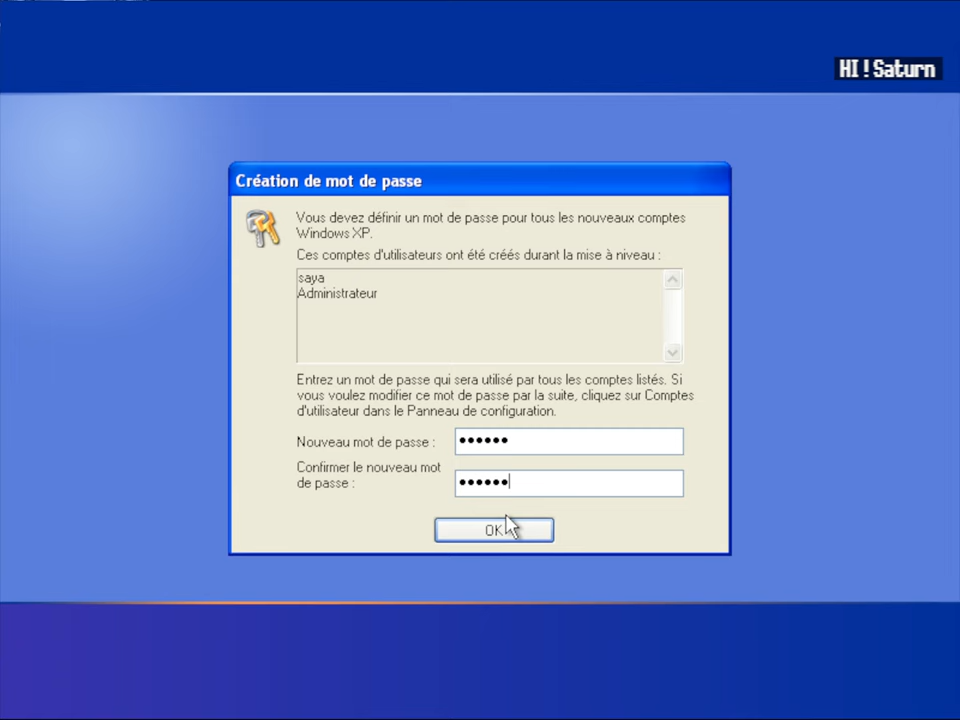 HI!Saturn
Création de mot de passe
Vous devez définir un mot de passe pour tous les nouveaux comptes
Windows XP.
Ces comptes d'utilisateurs ont été créés durant la mise à niveau :
saya
Administrateur
Entrez un mot de passe qui sera utilisé par tous les comptes listés. Si
vous voulez modifier ce mot de passe par la suite, cliquez sur Comptes
d'utilisateur dans le Panneau de configuration.
Nouveau mot de passe : ●●●●●●
Confirmer le nouveau mot
de passe : ●●●●●●
OK